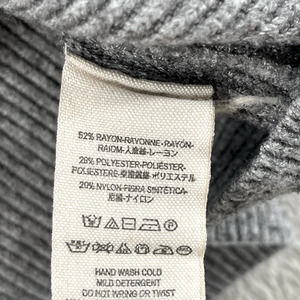 52% RAYON-RAYONNE-RAYÓN-
RAIOM-人造絲-レーヨン
28% POLYESTER-POLIÉSTER-
POLIÉSTERE-聚酯纖維-ポリエステル
20% NYLON-FIBRA SINTÉTICA-
尼龍-ナイロン
HAND WASH COLD
MILD DETERGENT
DO NOT WRING OR TWIST